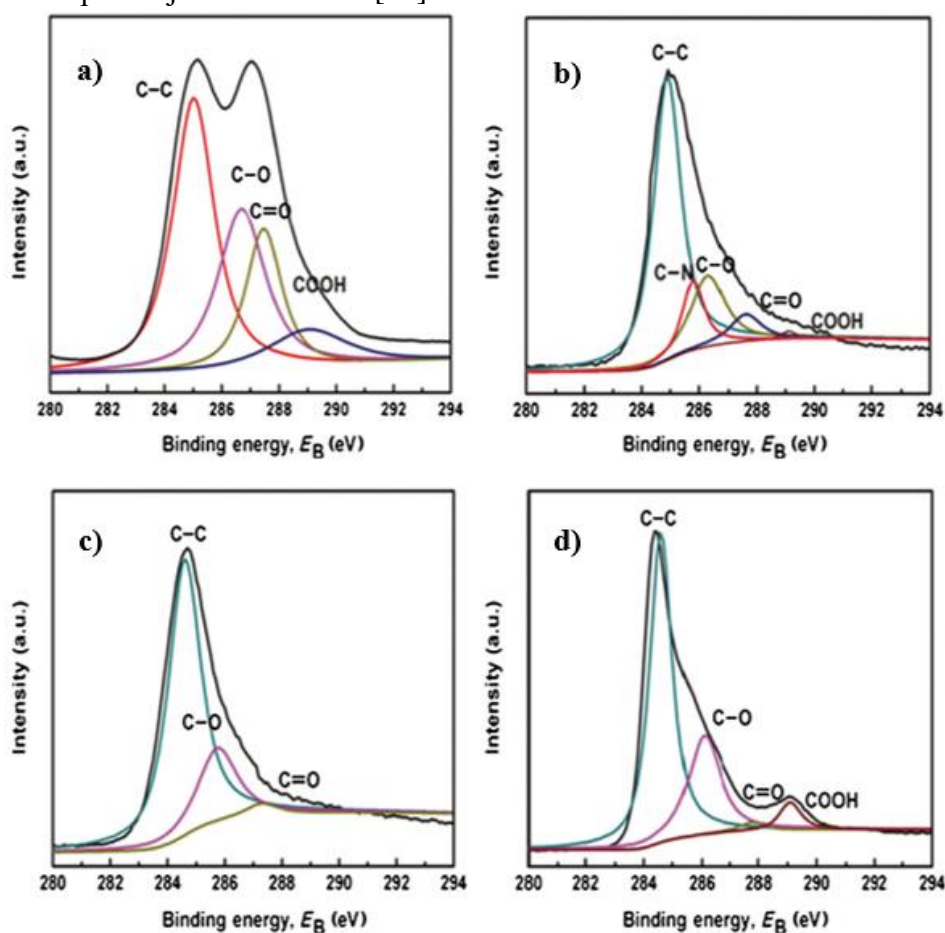 a)
C–C
C–O
C=O
COOH
Intensity (a.u.)
280 282 284 286 288 290 292 294
Binding energy, EB (eV)
b)
C–C
C–N
C–O
C=O
COOH
Intensity (a.u.)
280 282 284 286 288 290 292 294
Binding energy, EB (eV)
c)
C–C
C–O
C=O
Intensity (a.u.)
280 282 284 286 288 290 292 294
Binding energy, EB (eV)
d)
C–C
C–O
C=O
COOH
Intensity (a.u.)
280 282 284 286 288 290 292 294
Binding energy, EB (eV)